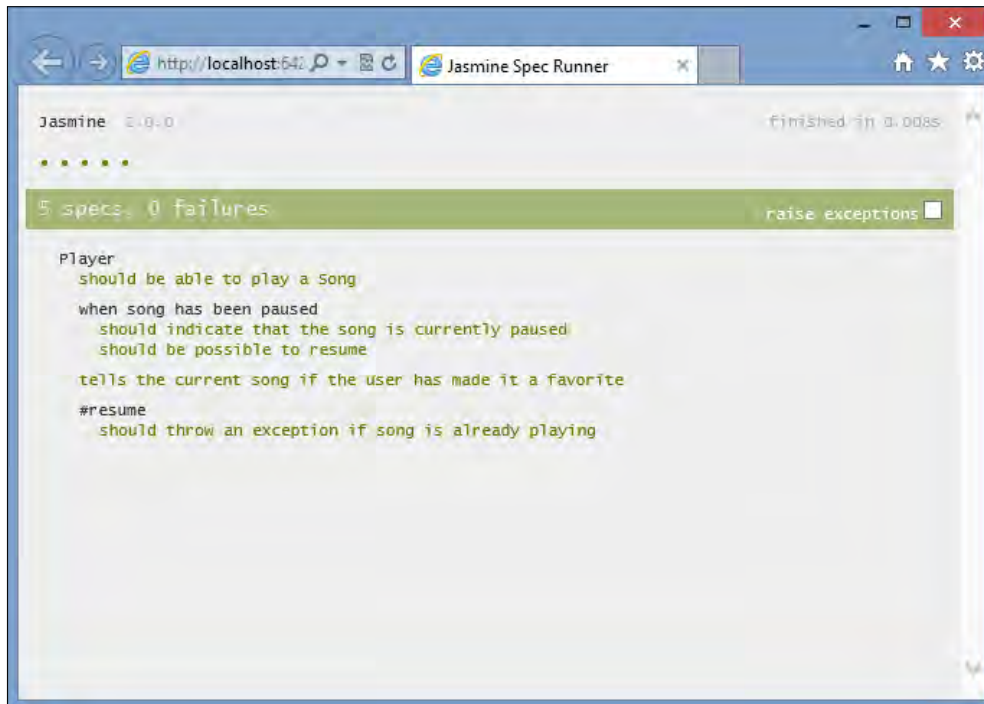 http://localhost:642
Jasmine Spec Runner
Jasmine 2.0.0
finished in 0.008s
5 specs, 0 failures
raise exceptions
Player
should be able to play a Song
when song has been paused
should indicate that the song is currently paused
should be possible to resume
tells the current song if the user has made it a favorite
#resume
should throw an exception if song is already playing